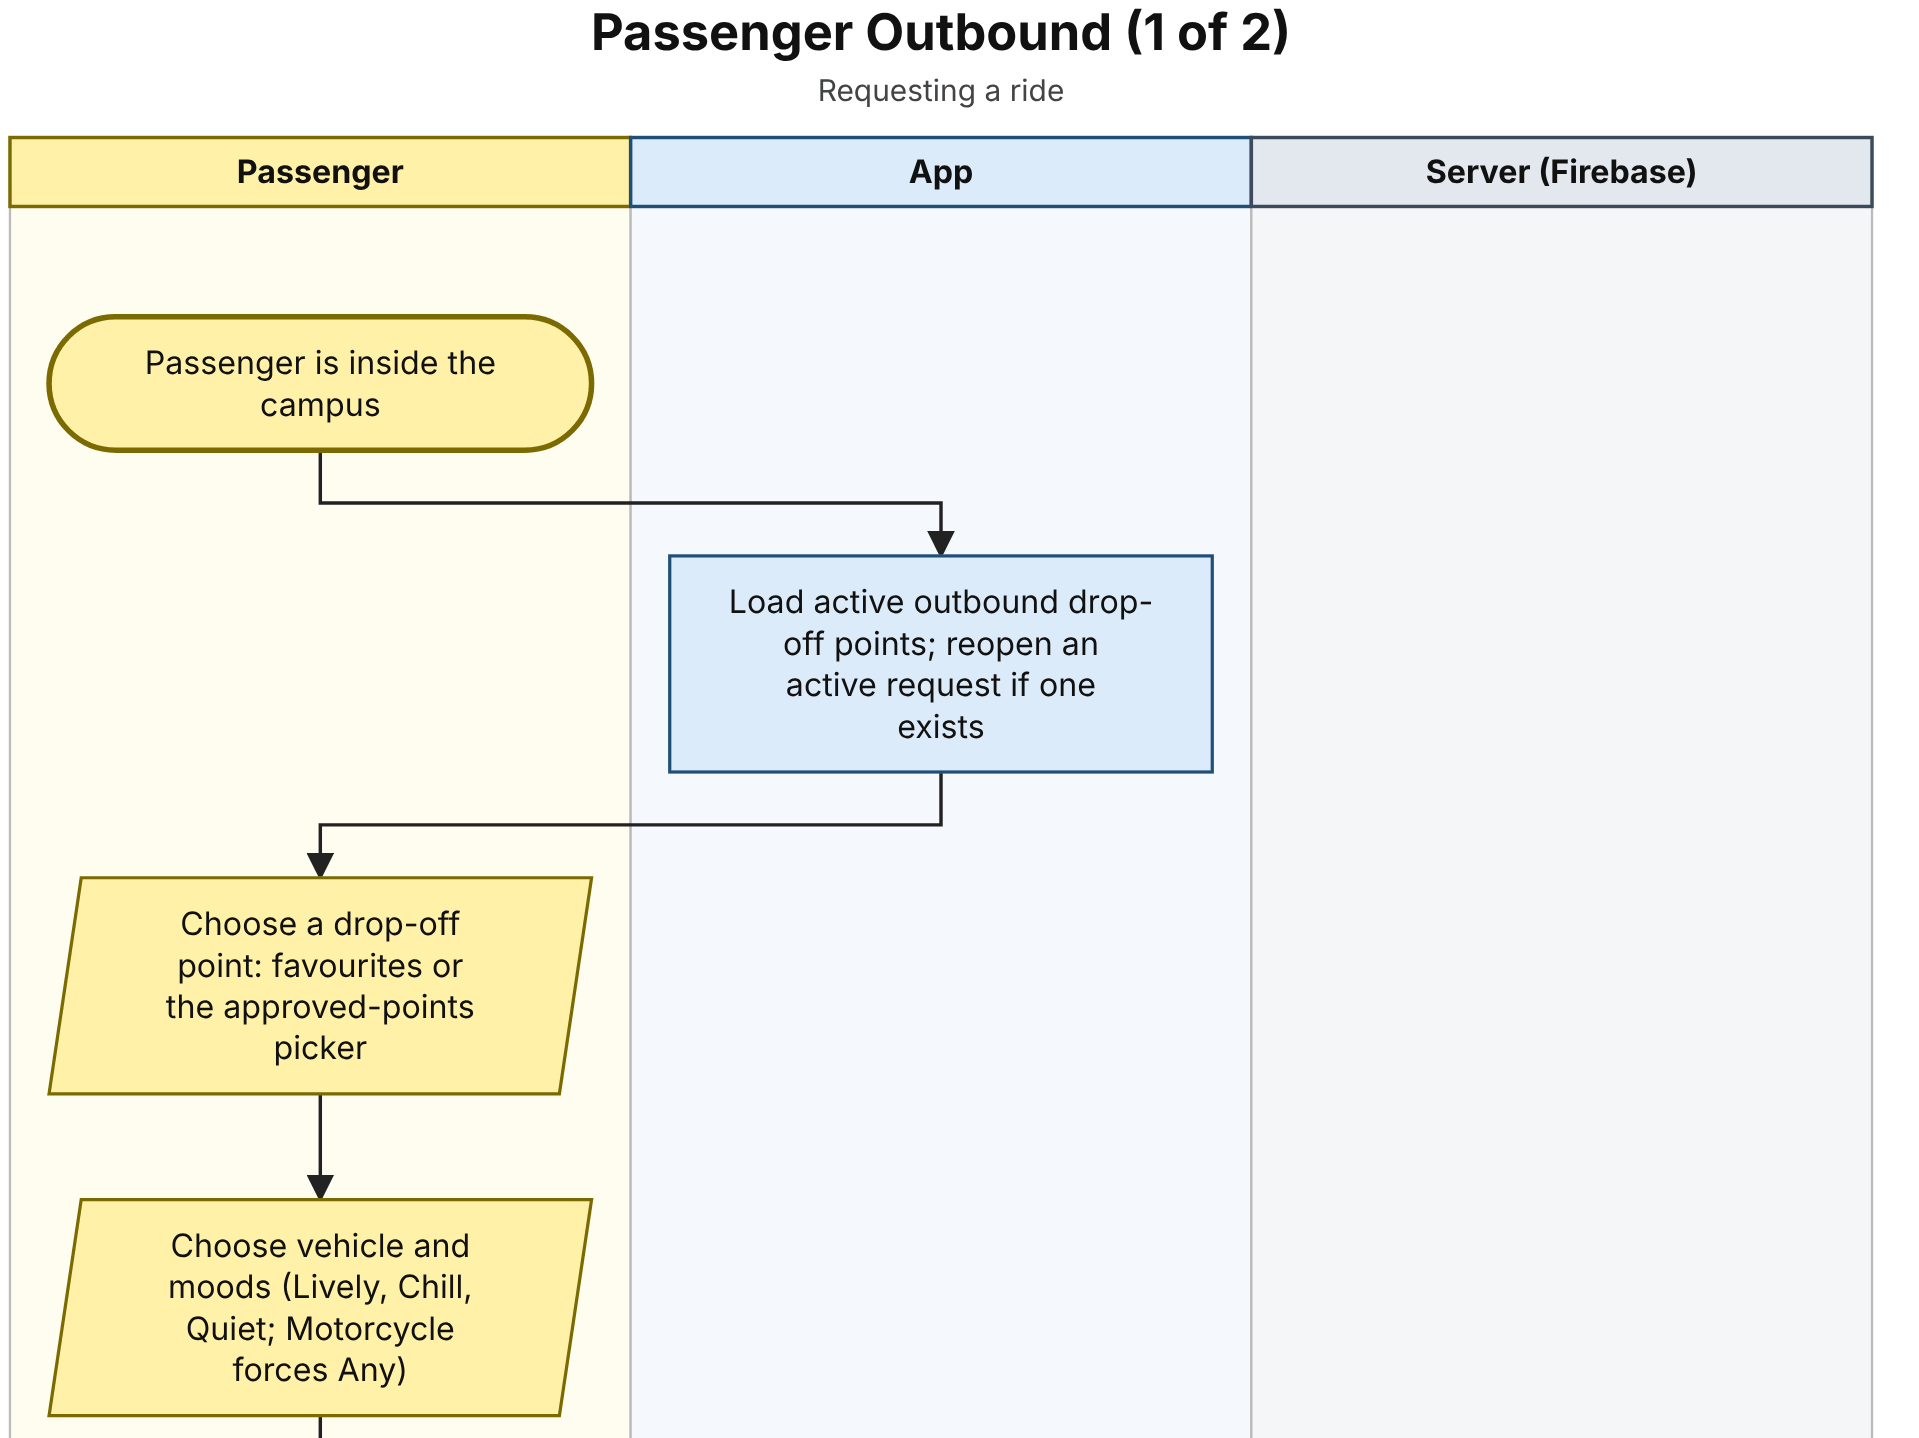 Passenger Outbound (1 of 2)
Requesting a ride
Passenger
App
Server (Firebase)
Passenger is inside the
campus
Load active outbound drop-
off points; reopen an
active request if one
exists
Choose a drop-off
point: favourites or
the approved-points
picker
Choose vehicle and
moods (Lively, Chill,
Quiet; Motorcycle
forces Any)